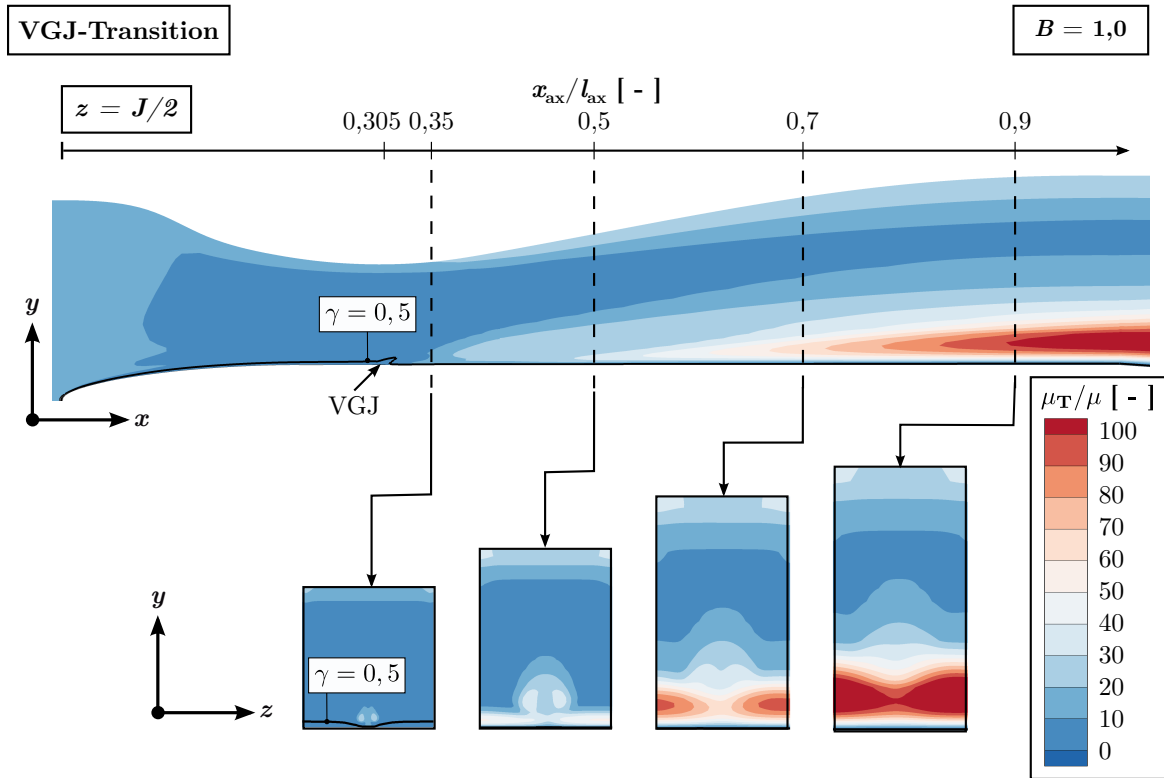 VGJ-Transition
B = 1,0
x_ax/l_ax [ - ]
z = J/2
0,305 0,35 0,5 0,7 0,9
y
γ = 0, 5
VGJ
x
μ_T/μ [ - ]
100
90
80
70
60
50
40
30
20
10
0
y
γ = 0, 5
z